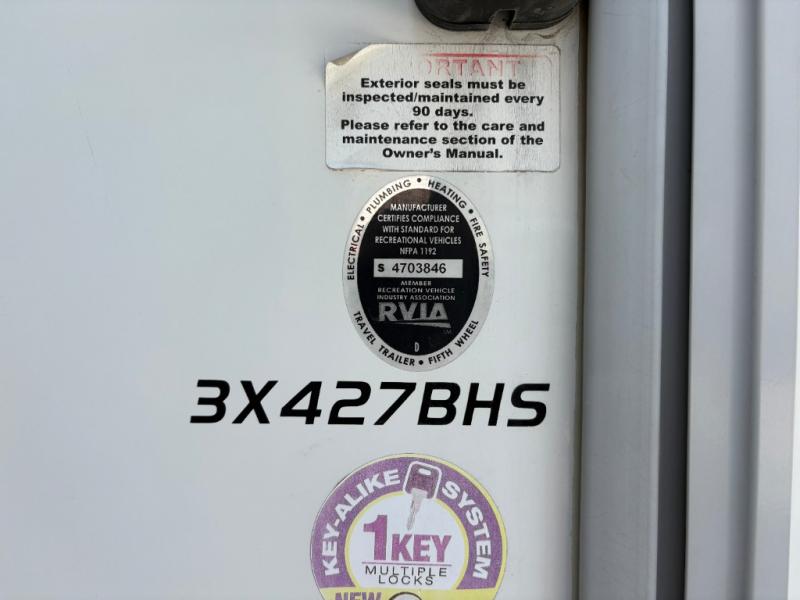 ORTANT
Exterior seals must be
inspected/maintained every
90 days.
Please refer to the care and
maintenance section of the
Owner's Manual.
ELECTRICAL • PLUMBING • HEATING • FIRE SAFETY
MANUFACTURER
CERTIFIES COMPLIANCE
WITH STANDARD FOR
RECREATIONAL VEHICLES
NFPA 1192
S 4703846
MEMBER
RECREATION VEHICLE
INDUSTRY ASSOCIATION
RVIA
SM
D
TRAVEL TRAILER • FIFTH WHEEL
3X427BHS
KEY-ALIKE SYSTEM
1KEY
MULTIPLE
LOCKS
NEW